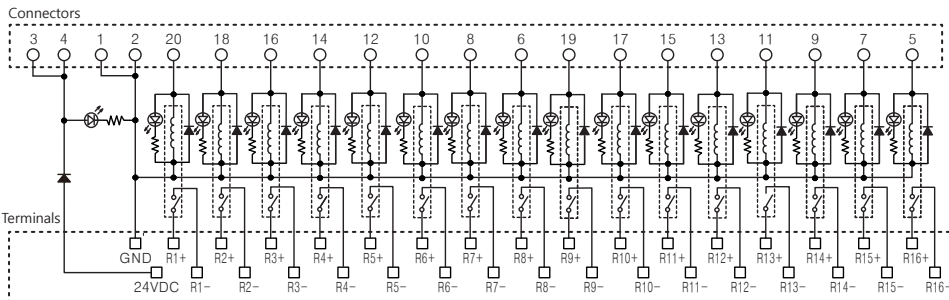 Connectors
3 4 1 2 20 18 16 14 12 10 8 6 19 17 15 13 11 9 7 5
Terminals
GND R1+ R2+ R3+ R4+ R5+ R6+ R7+ R8+ R9+ R10+ R11+ R12+ R13+ R14+ R15+ R16+
24VDC R1- R2- R3- R4- R5- R6- R7- R8- R9- R10- R11- R12- R13- R14- R15- R16-